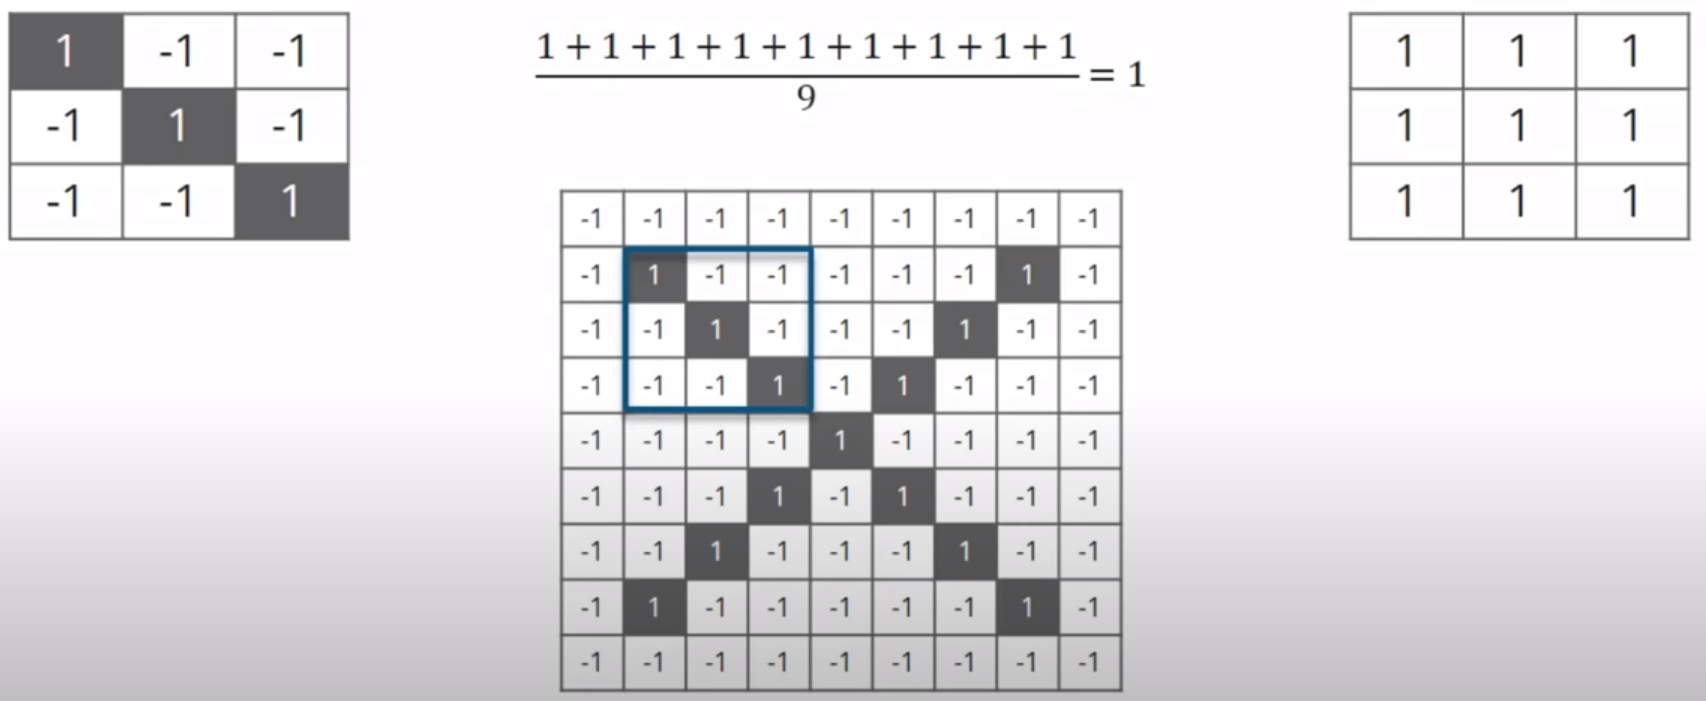 1 -1 -1
-1 1 -1
-1 -1 1
1 + 1 + 1 + 1 + 1 + 1 + 1 + 1 + 1
9
= 1
1 1 1
1 1 1
1 1 1
-1 -1 -1 -1 -1 -1 -1 -1 -1
-1 1 -1 -1 -1 -1 -1 1 -1
-1 -1 1 -1 -1 -1 1 -1 -1
-1 -1 -1 1 -1 1 -1 -1 -1
-1 -1 -1 -1 1 -1 -1 -1 -1
-1 -1 -1 1 -1 1 -1 -1 -1
-1 -1 1 -1 -1 -1 1 -1 -1
-1 1 -1 -1 -1 -1 -1 1 -1
-1 -1 -1 -1 -1 -1 -1 -1 -1